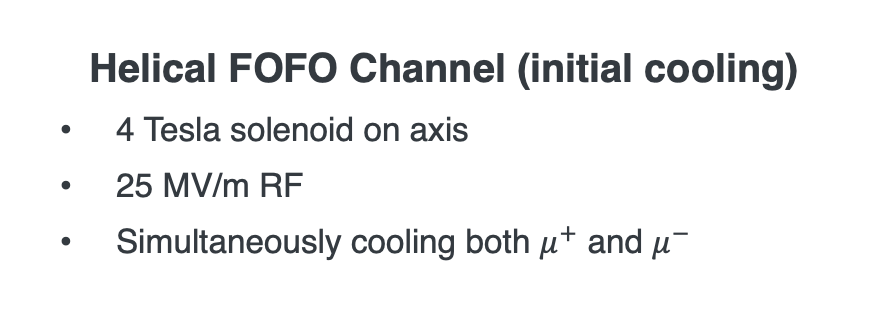 Helical FOFO Channel (initial cooling)
• 4 Tesla solenoid on axis
• 25 MV/m RF
• Simultaneously cooling both μ⁺ and μ⁻